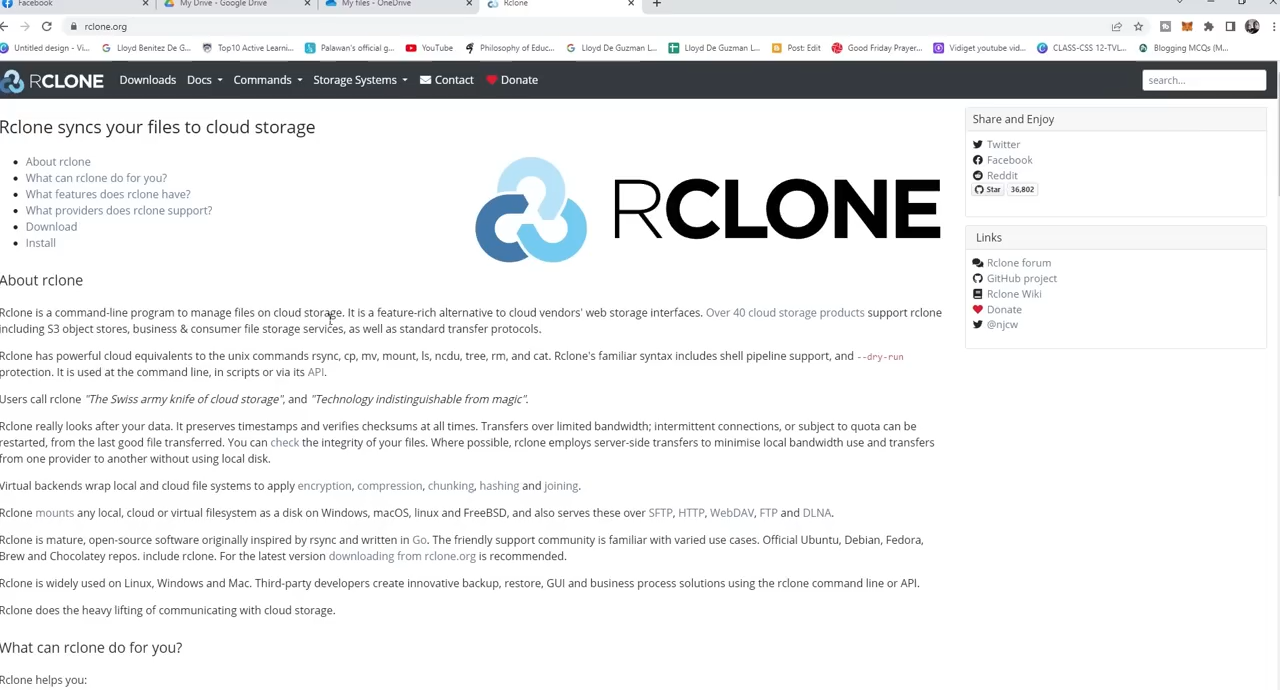 Facebook
My Drive - Google Drive
My files - OneDrive
Rclone
rclone.org
Untitled design - Vi...
Lloyd Benitez De G...
Top10 Active Learni...
Palawan's official g...
YouTube
Philosophy of Educ...
Lloyd De Guzman L...
Lloyd De Guzman L...
Post: Edit
Good Friday Prayer...
Vidiget youtube vid...
CLASS-CSS 12-TVL...
Blogging MCQs (M...
RCLONE
Downloads
Docs
Commands
Storage Systems
Contact
Donate
search...
Rclone syncs your files to cloud storage
About rclone
What can rclone do for you?
What features does rclone have?
What providers does rclone support?
Download
Install
RCLONE
Share and Enjoy
Twitter
Facebook
Reddit
Star 36,802
Links
Rclone forum
GitHub project
Rclone Wiki
Donate
@njcw
About rclone
Rclone is a command-line program to manage files on cloud storage. It is a feature-rich alternative to cloud vendors' web storage interfaces. Over 40 cloud storage products support rclone
including S3 object stores, business & consumer file storage services, as well as standard transfer protocols.
Rclone has powerful cloud equivalents to the unix commands rsync, cp, mv, mount, ls, ncdu, tree, rm, and cat. Rclone's familiar syntax includes shell pipeline support, and --dry-run
protection. It is used at the command line, in scripts or via its API.
Users call rclone "The Swiss army knife of cloud storage", and "Technology indistinguishable from magic".
Rclone really looks after your data. It preserves timestamps and verifies checksums at all times. Transfers over limited bandwidth; intermittent connections, or subject to quota can be
restarted, from the last good file transferred. You can check the integrity of your files. Where possible, rclone employs server-side transfers to minimise local bandwidth use and transfers
from one provider to another without using local disk.
Virtual backends wrap local and cloud file systems to apply encryption, compression, chunking, hashing and joining.
Rclone mounts any local, cloud or virtual filesystem as a disk on Windows, macOS, linux and FreeBSD, and also serves these over SFTP, HTTP, WebDAV, FTP and DLNA.
Rclone is mature, open-source software originally inspired by rsync and written in Go. The friendly support community is familiar with varied use cases. Official Ubuntu, Debian, Fedora,
Brew and Chocolatey repos. include rclone. For the latest version downloading from rclone.org is recommended.
Rclone is widely used on Linux, Windows and Mac. Third-party developers create innovative backup, restore, GUI and business process solutions using the rclone command line or API.
Rclone does the heavy lifting of communicating with cloud storage.
What can rclone do for you?
Rclone helps you: